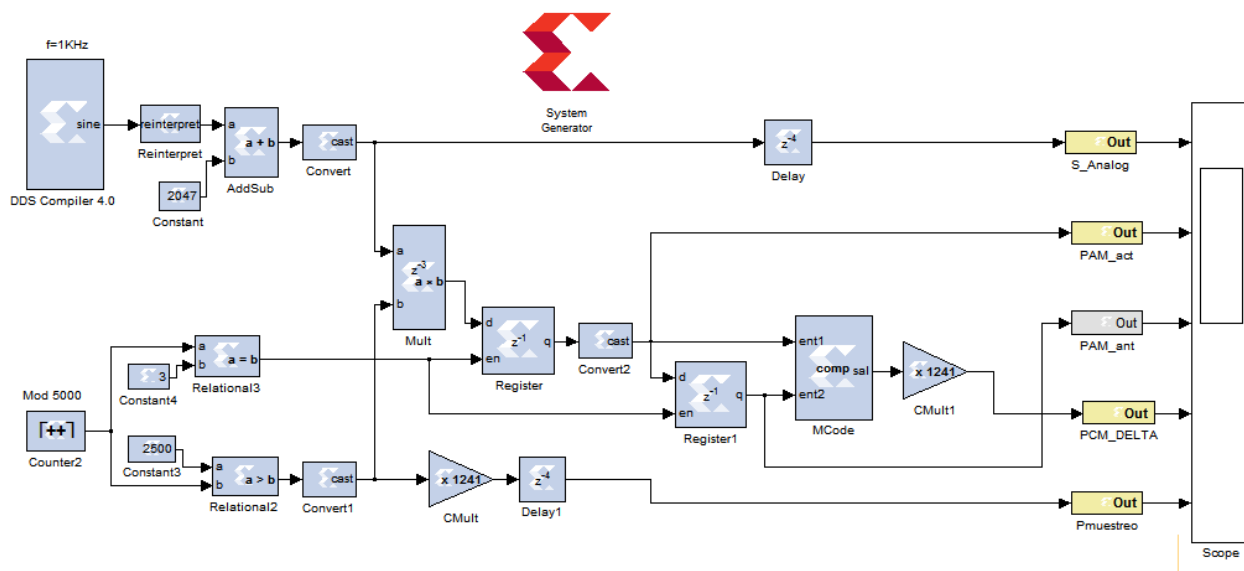 f=1KHz
sine
DDS Compiler 4.0
reinterpret
Reinterpret
a
b
a + b
AddSub
2047
Constant
cast
Convert
System
Generator
z-4
Delay
Out
S_Analog
a
b
z-3
a × b
Mult
Out
PAM_act
a
b
a = b
Relational3
3
Constant4
d
en
z-1
q
Register
cast
Convert2
ent1
ent2
comp
sal
MCode
x 1241
CMult1
Out
PAM_ant
d
en
z-1
q
Register1
Mod 5000
++
Counter2
2500
Constant3
a
b
a > b
Relational2
cast
Convert1
x 1241
CMult
z-4
Delay1
Out
PCM_DELTA
Out
Pmuestreo
Scope